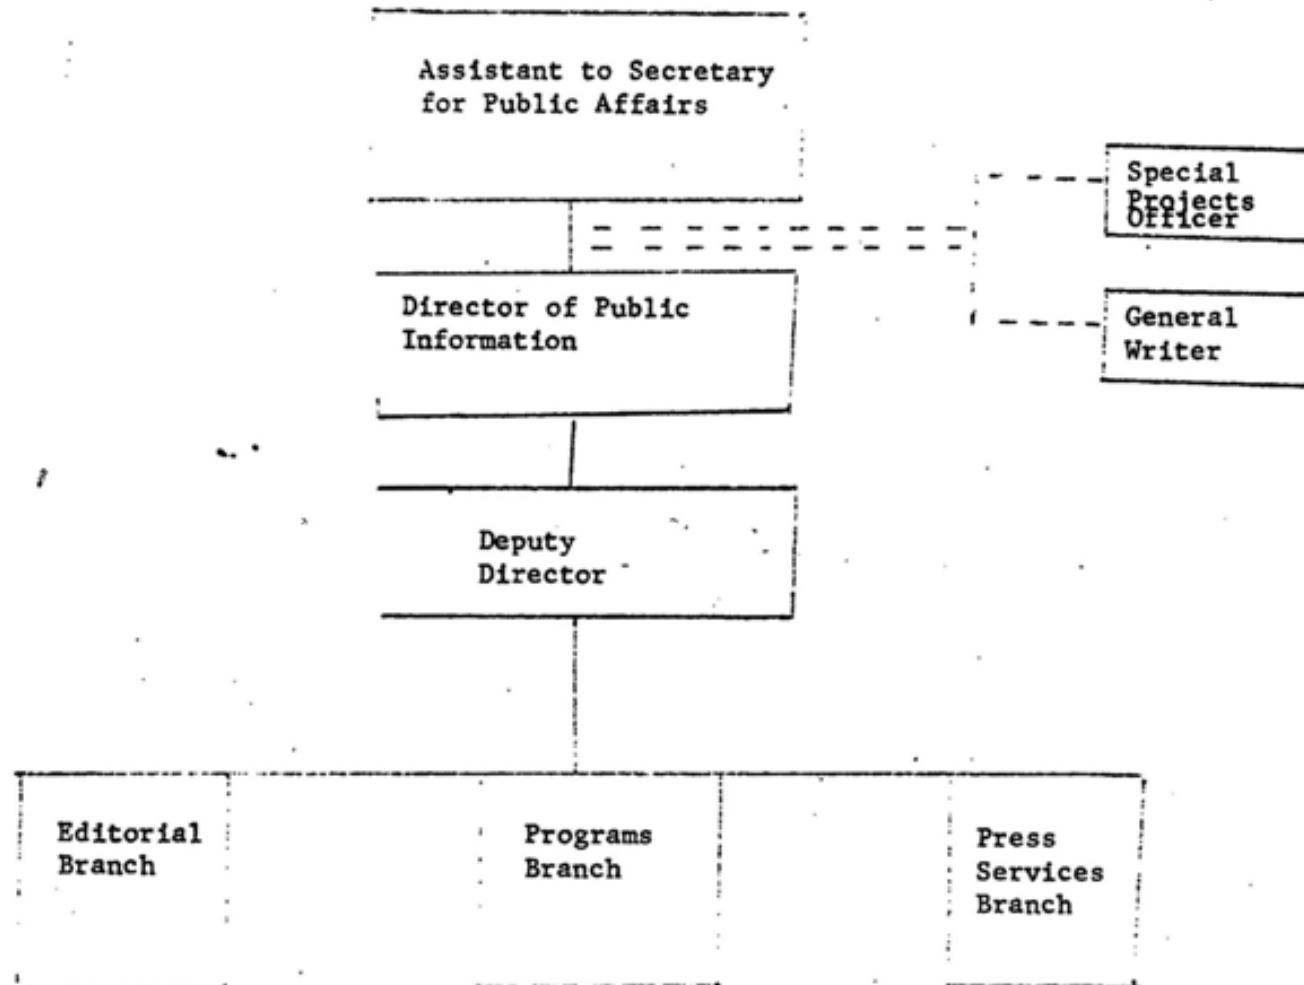 Assistant to Secretary
for Public Affairs
Special
Projects
Officer
Director of Public
Information
General
Writer
Deputy
Director
Editorial
Branch
Programs
Branch
Press
Services
Branch